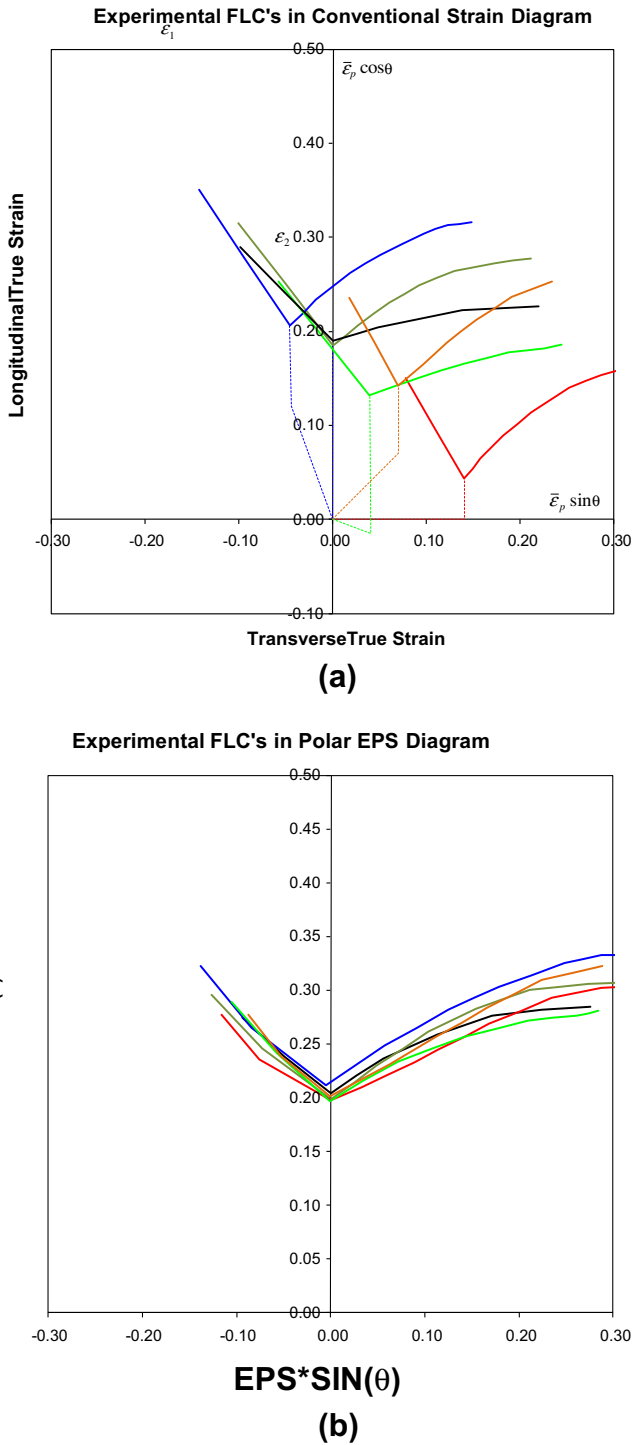 Experimental FLC's in Conventional Strain Diagram
ε₁
0.50
ε̄ₚ cosθ
0.40
0.30
ε₂
0.20
0.10
0.00
ε̄ₚ sinθ
-0.30 -0.20 -0.10 0.00 0.10 0.20 0.30
-0.10
LongitudinalTrue Strain
TransverseTrue Strain
(a)
Experimental FLC's in Polar EPS Diagram
0.50
0.45
0.40
0.35
0.30
0.25
0.20
0.15
0.10
0.05
0.00
-0.30 -0.20 -0.10 0.00 0.10 0.20 0.30
EPS*SIN(θ)
(b)